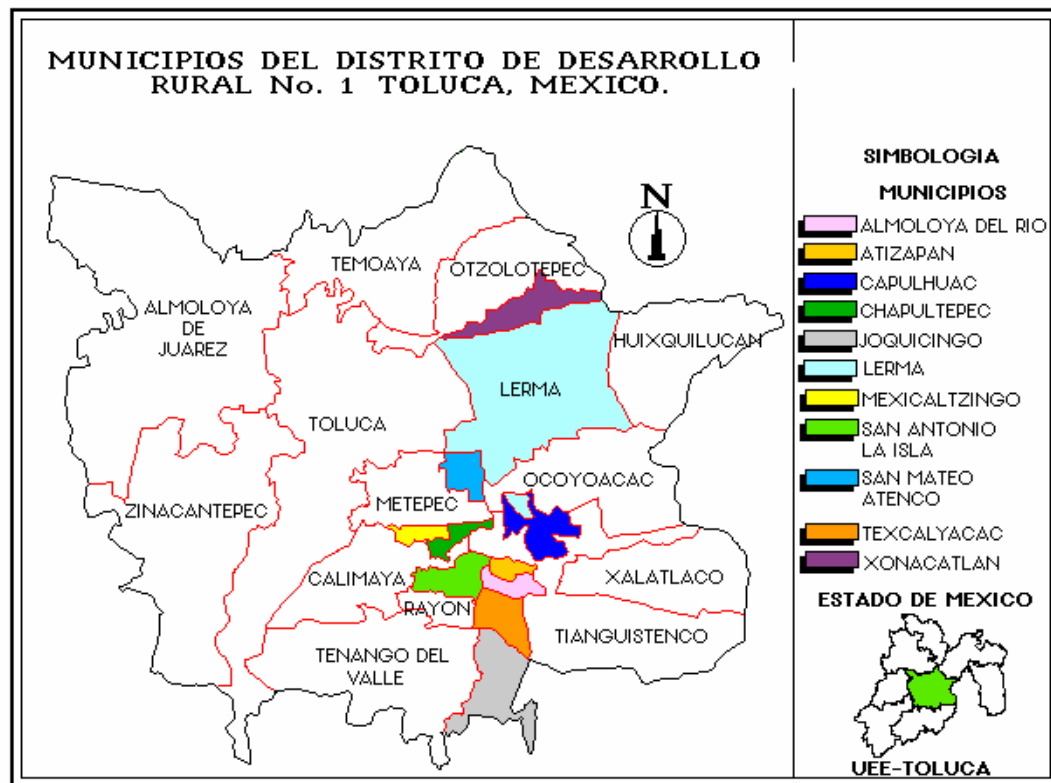 MUNICIPIOS DEL DISTRITO DE DESARROLLO
RURAL No. 1 TOLUCA, MEXICO.
N
TEMOAYA
OTZOLOTEPEC
ALMOLOYA
DE
JUAREZ
HUIXQUILUCAN
LERMA
TOLUCA
OCOYOACAC
METEPEC
ZINACANTEPEC
CALIMAYA
XALATLACO
RAYON
TIANGUISTENCO
TENANGO DEL
VALLE
SIMBOLOGIA
MUNICIPIOS
ALMOLOYA DEL RIO
ATIZAPAN
CAPULHUAC
CHAPULTEPEC
JOQUICINGO
LERMA
MEXICALTZINGO
SAN ANTONIO
LA ISLA
SAN MATEO
ATENCO
TEXCALYACAC
XONACATLAN
ESTADO DE MEXICO
UEE-TOLUCA